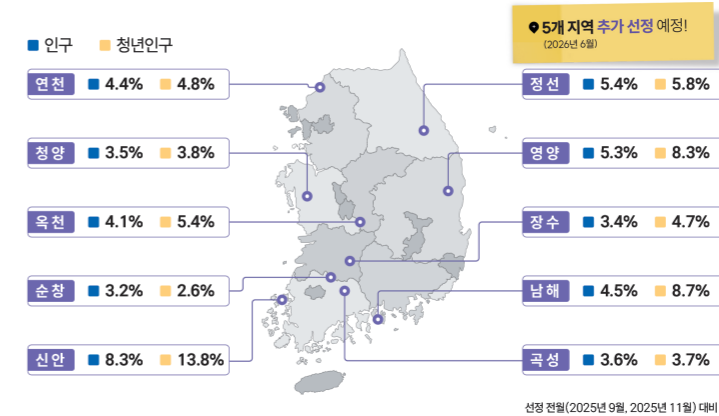 5개 지역 추가 선정 예정!
(2026년 6월)
인구 청년인구
연천 4.4% 4.8%
정선 5.4% 5.8%
청양 3.5% 3.8%
영양 5.3% 8.3%
옥천 4.1% 5.4%
장수 3.4% 4.7%
순창 3.2% 2.6%
남해 4.5% 8.7%
신안 8.3% 13.8%
곡성 3.6% 3.7%
선정 전월(2025년 9월, 2025년 11월) 대비